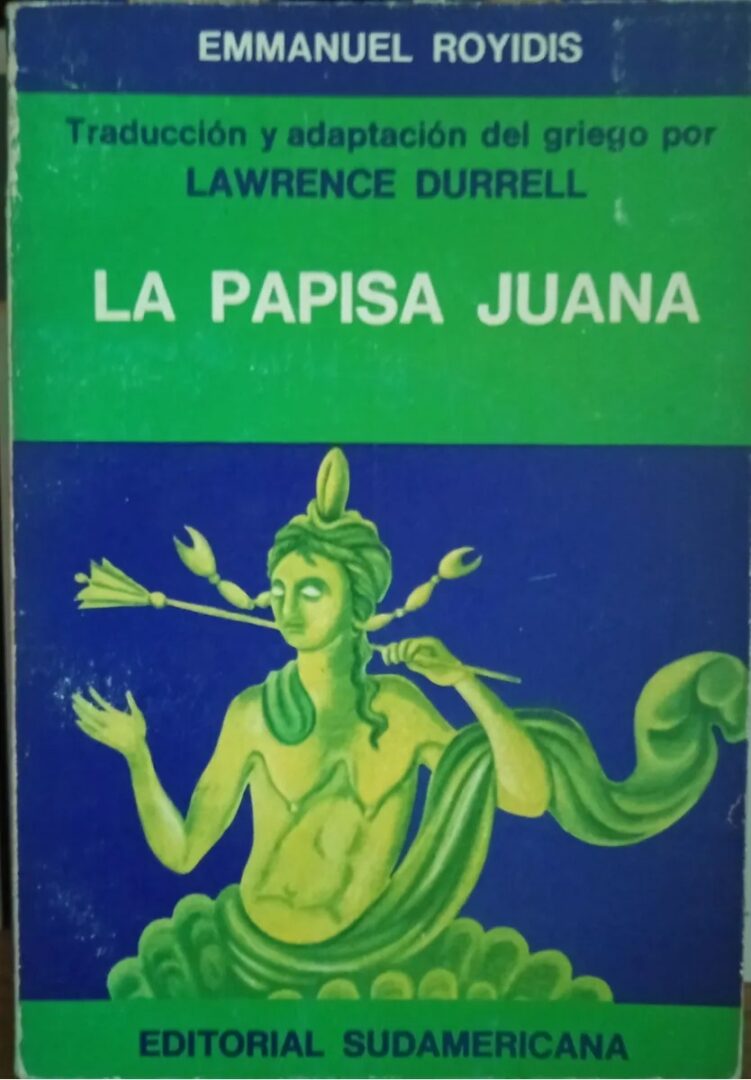 EMMANUEL ROYIDIS
Traducción y adaptación del griego por
LAWRENCE DURRELL
LA PAPISA JUANA
EDITORIAL SUDAMERICANA